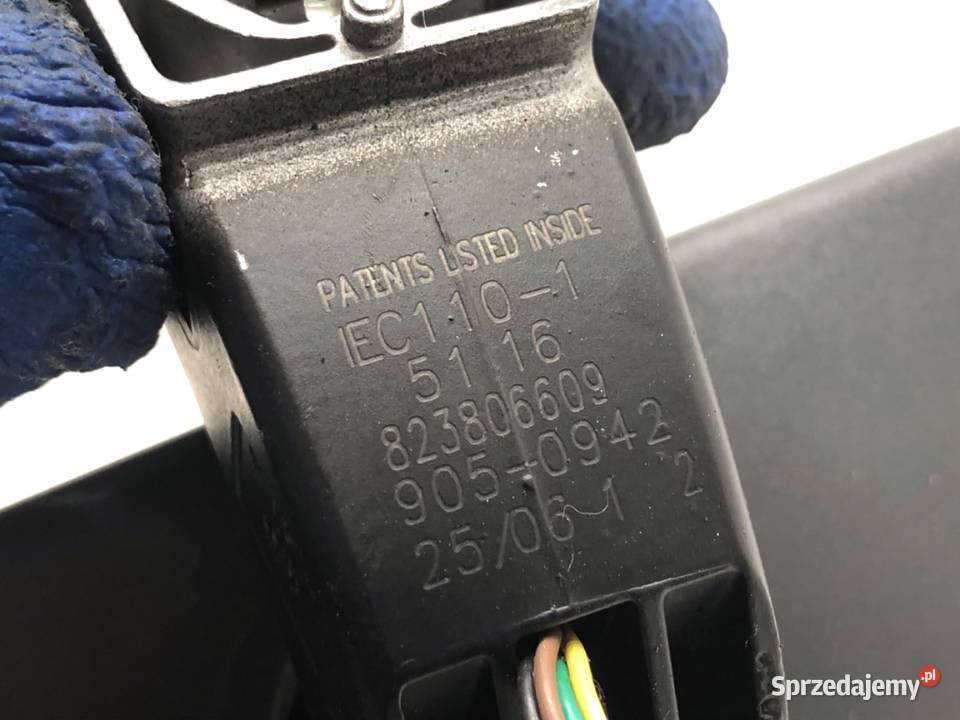 PATENTS LISTED INSIDE
IEC110-1
51 16
823806609
905-0942
25/06 1 2
Sprzedajemy.pl